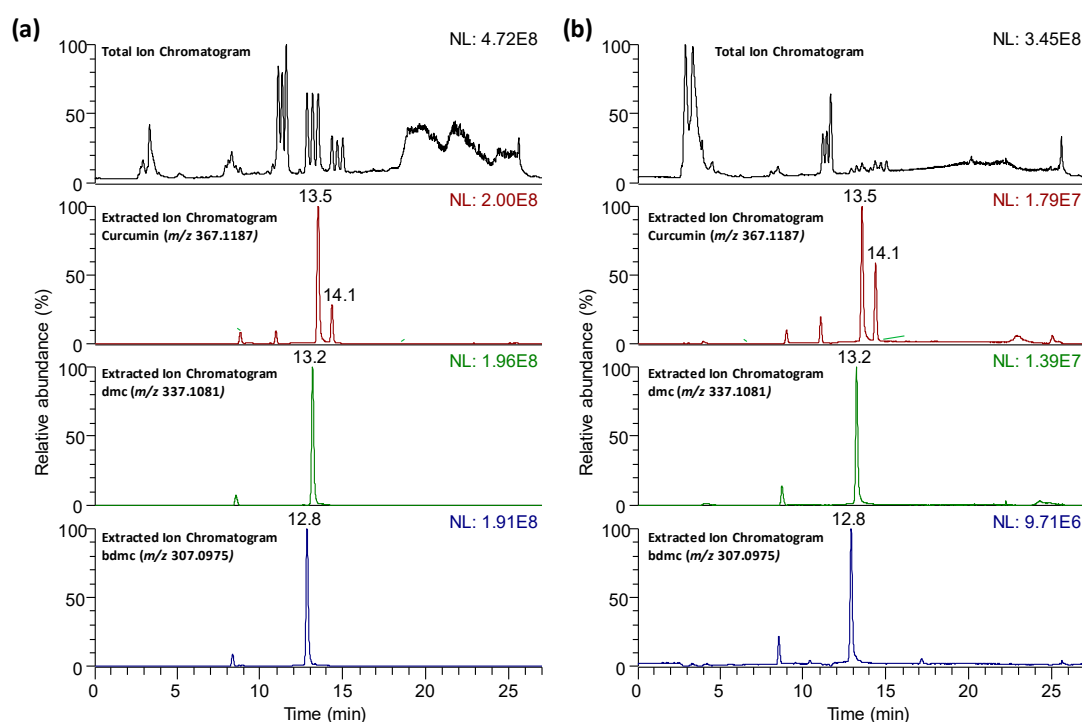 (a)
Total Ion Chromatogram
NL: 4.72E8
100
50
0
13.5
NL: 2.00E8
Extracted Ion Chromatogram
Curcumin (m/z 367.1187)
14.1
100
50
0
13.2
NL: 1.96E8
Extracted Ion Chromatogram
dmc (m/z 337.1081)
100
50
0
12.8
NL: 1.91E8
Extracted Ion Chromatogram
bdmc (m/z 307.0975)
100
50
0
Relative abundance (%)
0 5 10 15 20 25
Time (min)
(b)
Total Ion Chromatogram
NL: 3.45E8
100
50
0
13.5
NL: 1.79E7
Extracted Ion Chromatogram
Curcumin (m/z 367.1187)
14.1
100
50
0
13.2
NL: 1.39E7
Extracted Ion Chromatogram
dmc (m/z 337.1081)
100
50
0
12.8
NL: 9.71E6
Extracted Ion Chromatogram
bdmc (m/z 307.0975)
100
50
0
Relative abundance (%)
0 5 10 15 20 25
Time (min)